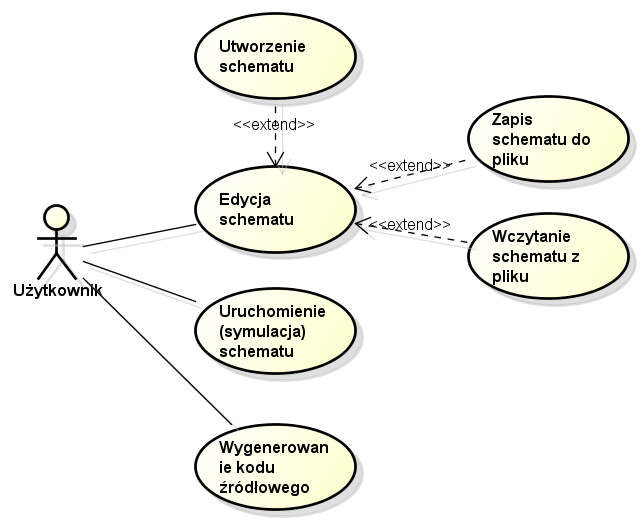 Utworzenie
schematu
<<extend>>
Zapis
schematu do
pliku
<<extend>>
Edycja
schematu
<<extend>>
Wczytanie
schematu z
pliku
Użytkownik
Uruchomienie
(symulacja)
schematu
Wygenerowan
ie kodu
źródłowego